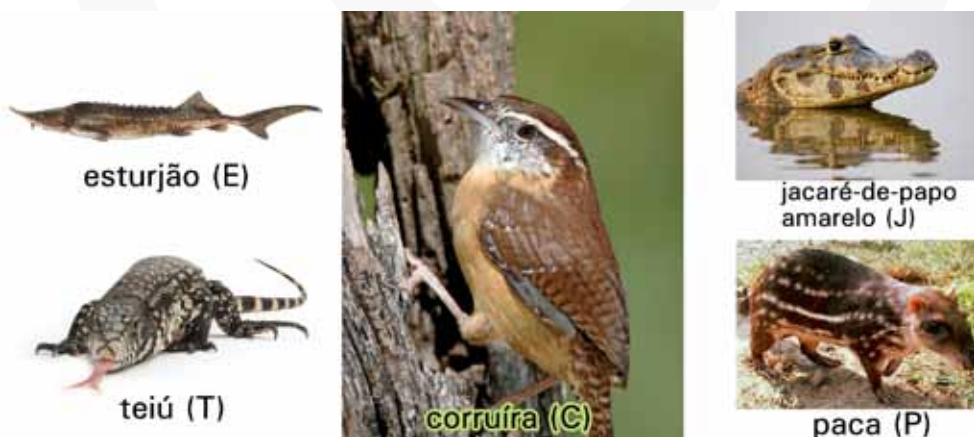 esturjão (E)
teiú (T)
corruíra (C)
jacaré-de-papo
amarelo (J)
paca (P)